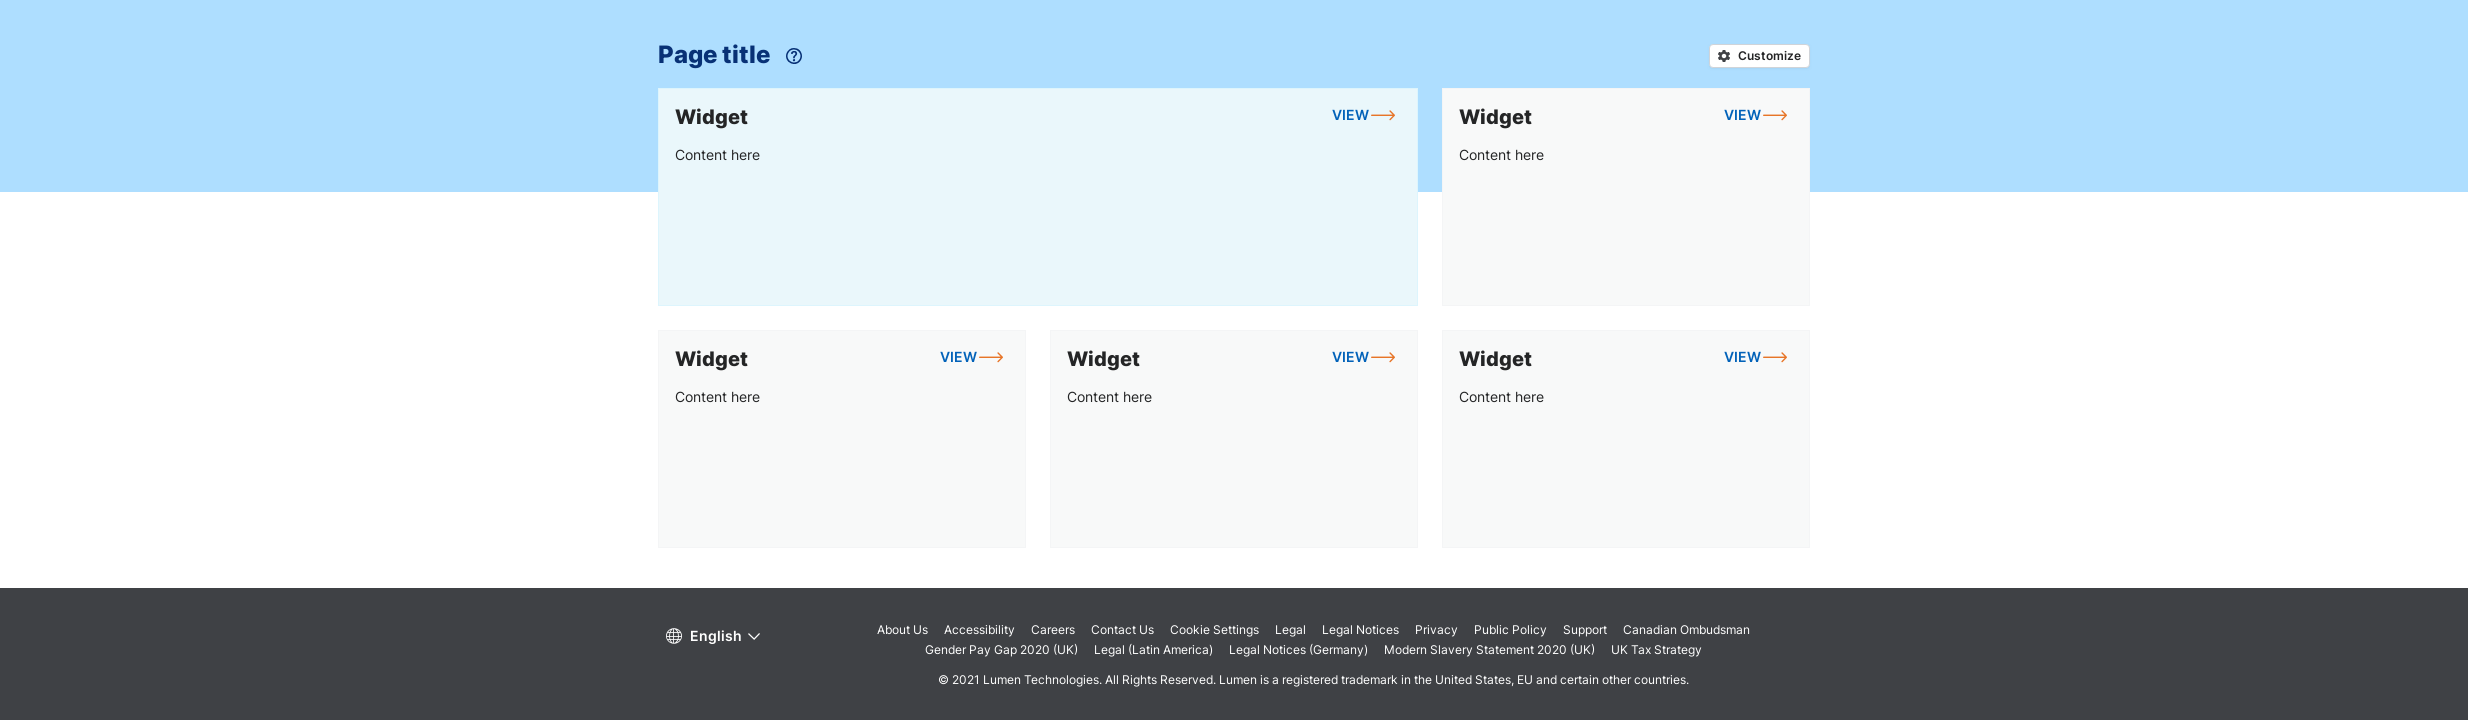 Page title
Customize
Widget
VIEW
Content here
Widget
VIEW
Content here
Widget
VIEW
Content here
Widget
VIEW
Content here
Widget
VIEW
Content here
English
About Us Accessibility Careers Contact Us Cookie Settings Legal Legal Notices Privacy Public Policy Support Canadian Ombudsman
Gender Pay Gap 2020 (UK) Legal (Latin America) Legal Notices (Germany) Modern Slavery Statement 2020 (UK) UK Tax Strategy
© 2021 Lumen Technologies. All Rights Reserved. Lumen is a registered trademark in the United States, EU and certain other countries.